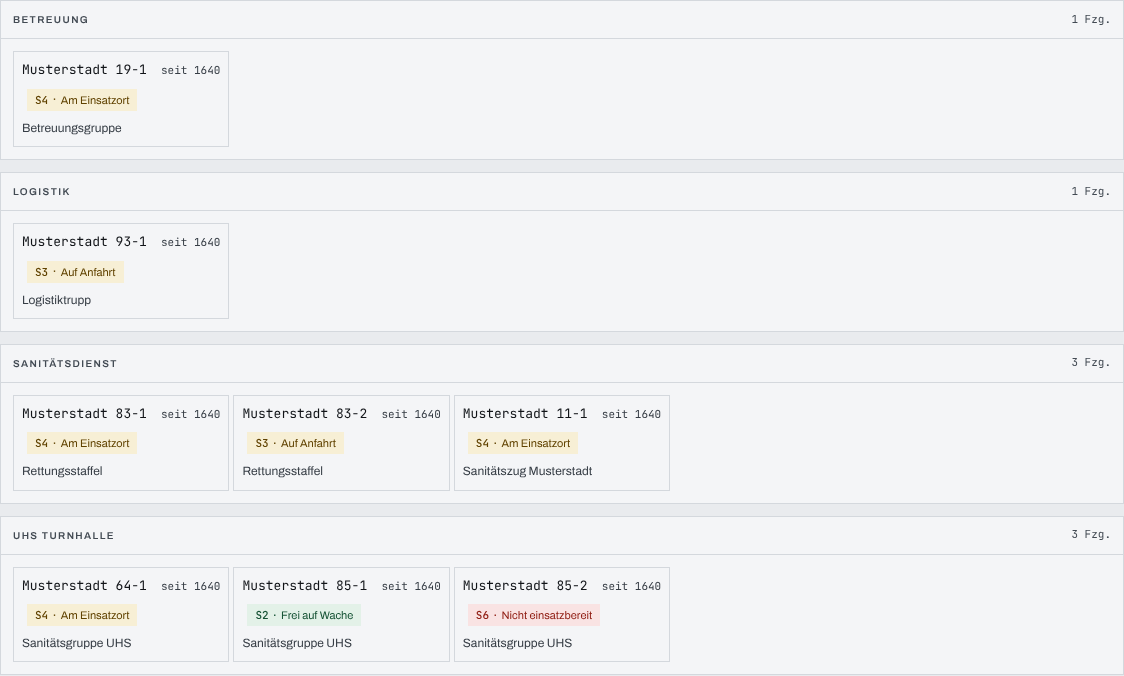 BETREUUNG 1 Fzg.
Musterstadt 19-1 seit 1640
S4 · Am Einsatzort
Betreuungsgruppe
LOGISTIK 1 Fzg.
Musterstadt 93-1 seit 1640
S3 · Auf Anfahrt
Logistiktrupp
SANITÄTSDIENST 3 Fzg.
Musterstadt 83-1 seit 1640 Musterstadt 83-2 seit 1640 Musterstadt 11-1 seit 1640
S4 · Am Einsatzort S3 · Auf Anfahrt S4 · Am Einsatzort
Rettungsstaffel Rettungsstaffel Sanitätszug Musterstadt
UHS TURNHALLE 3 Fzg.
Musterstadt 64-1 seit 1640 Musterstadt 85-1 seit 1640 Musterstadt 85-2 seit 1640
S4 · Am Einsatzort S2 · Frei auf Wache S6 · Nicht einsatzbereit
Sanitätsgruppe UHS Sanitätsgruppe UHS Sanitätsgruppe UHS